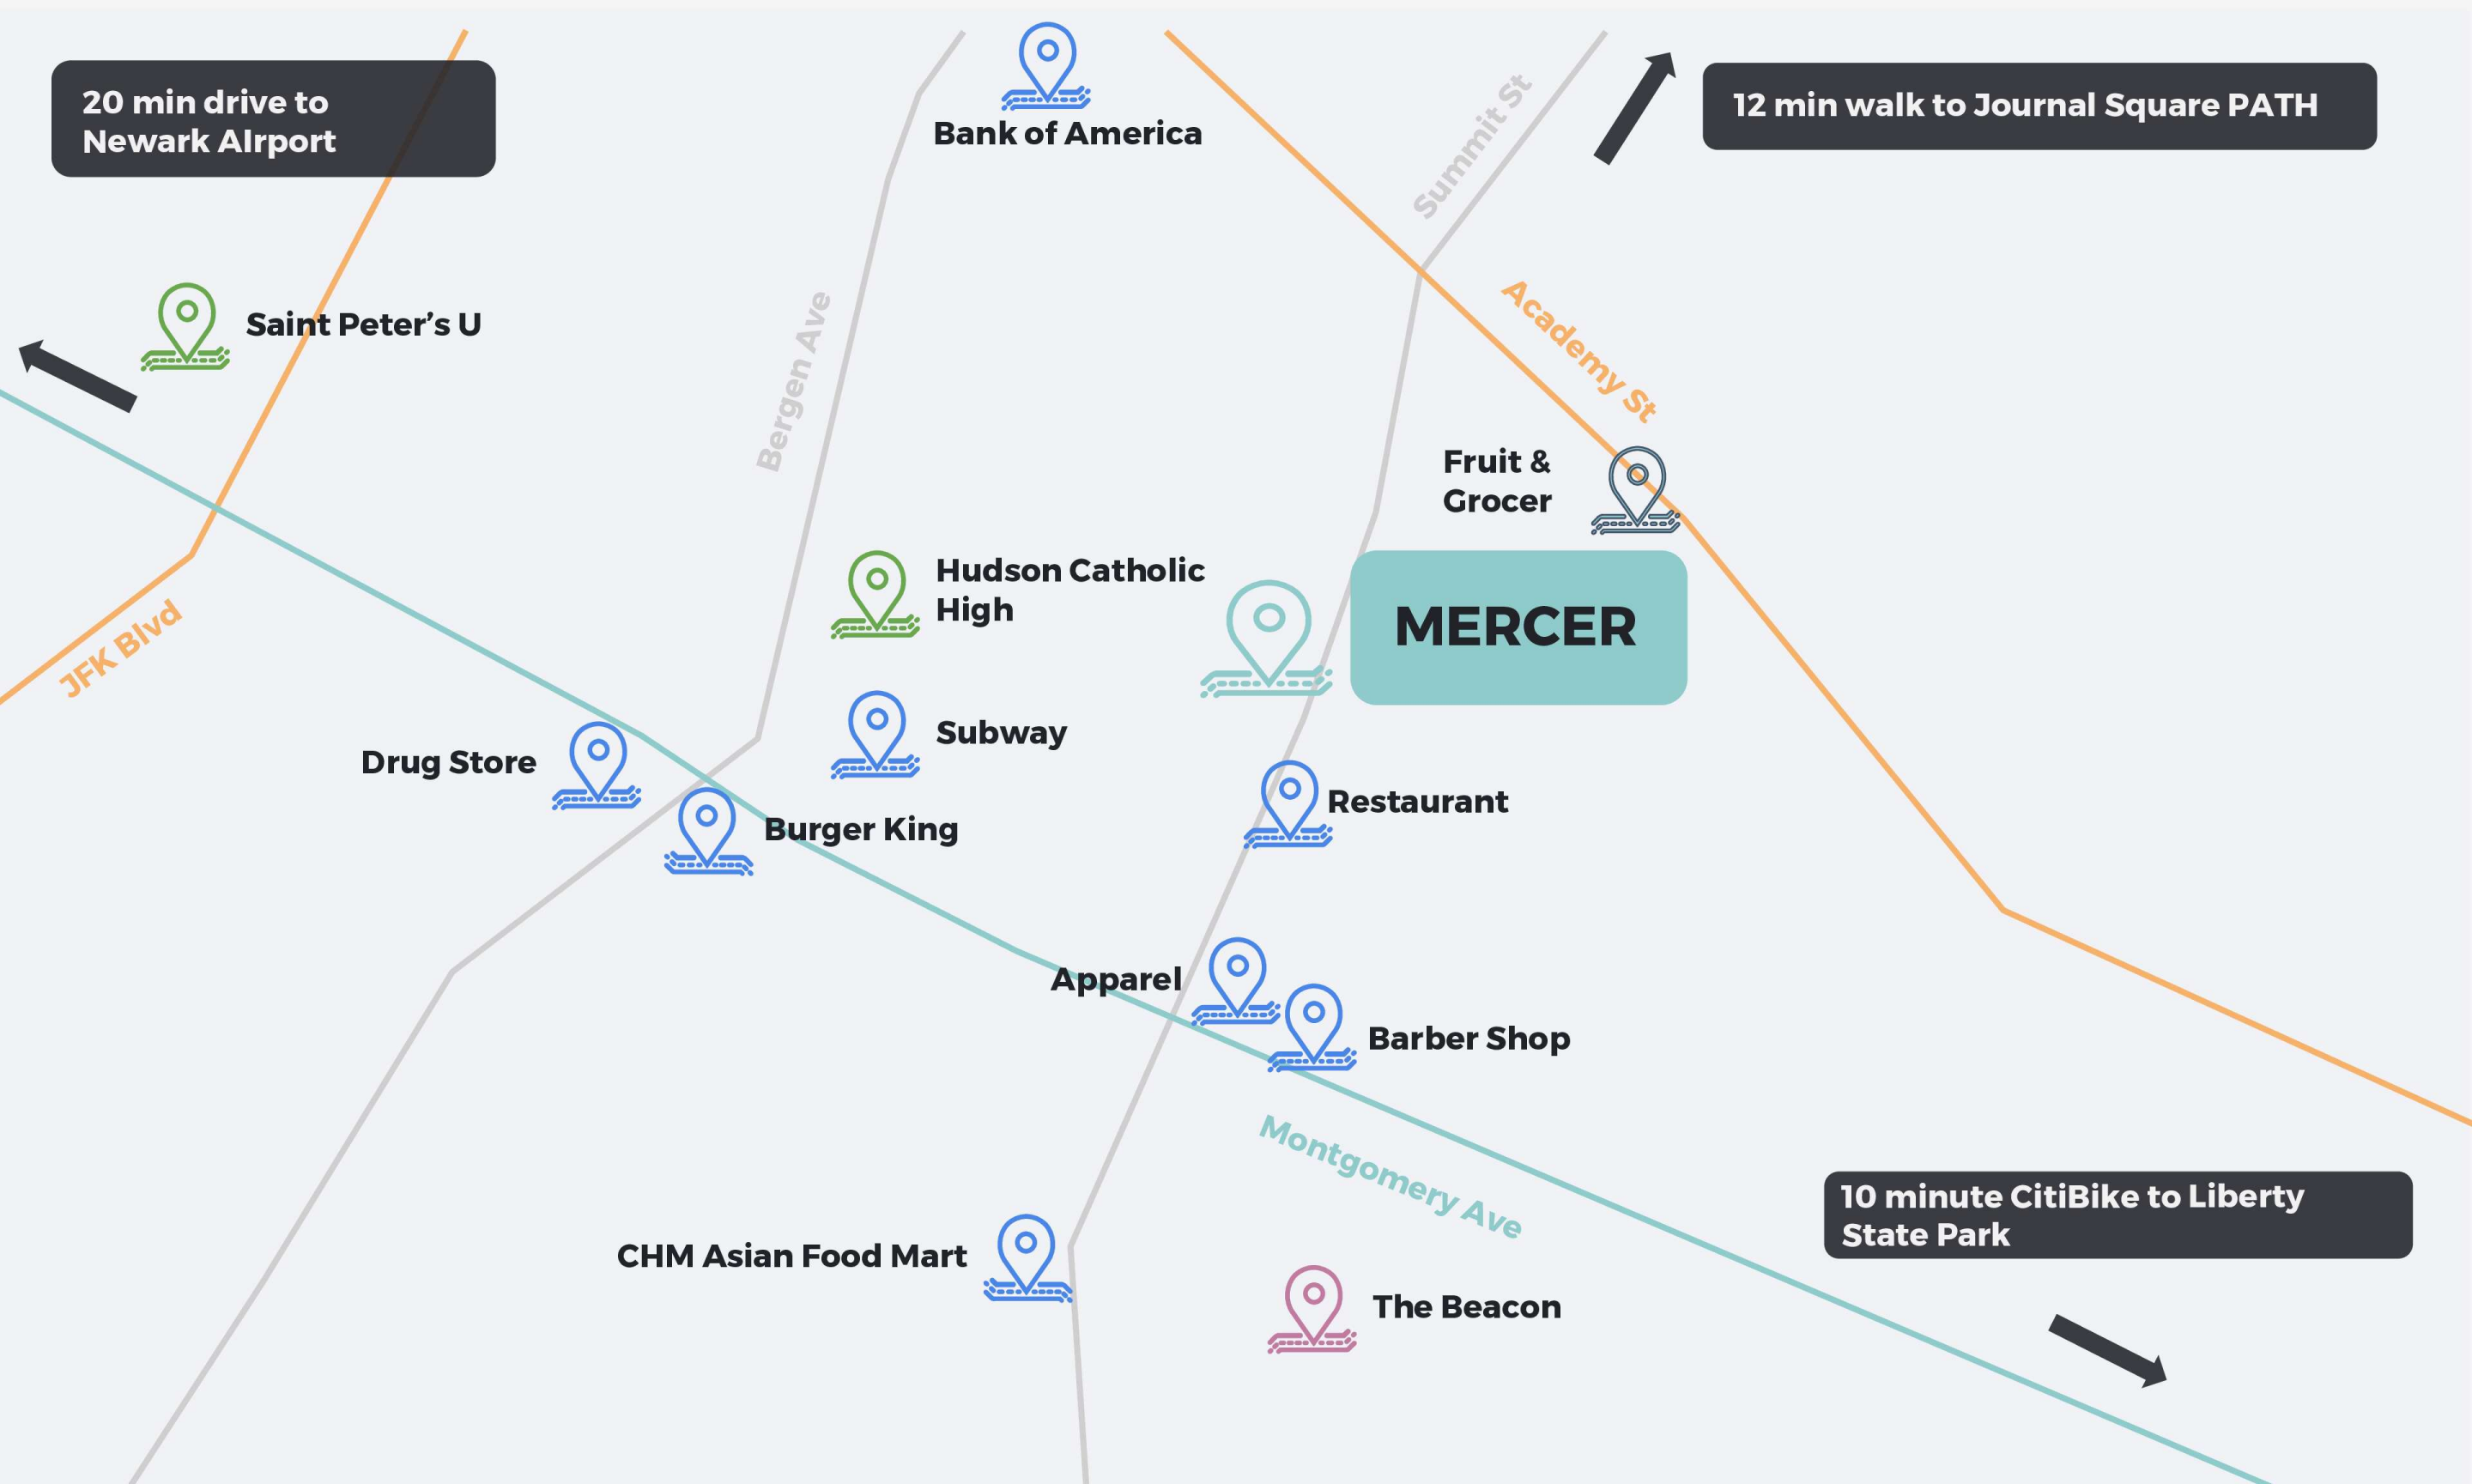 20 min drive to
Newark AIrport
Bank of America
Summit St
12 min walk to Journal Square PATH
Saint Peter’s U
Bergen Ave
Academy St
Fruit &
Grocer
Hudson Catholic
High
MERCER
JFK Blvd
Subway
Drug Store
Restaurant
Burger King
Apparel
Barber Shop
Montgomery Ave
10 minute CitiBike to Liberty
State Park
CHM Asian Food Mart
The Beacon